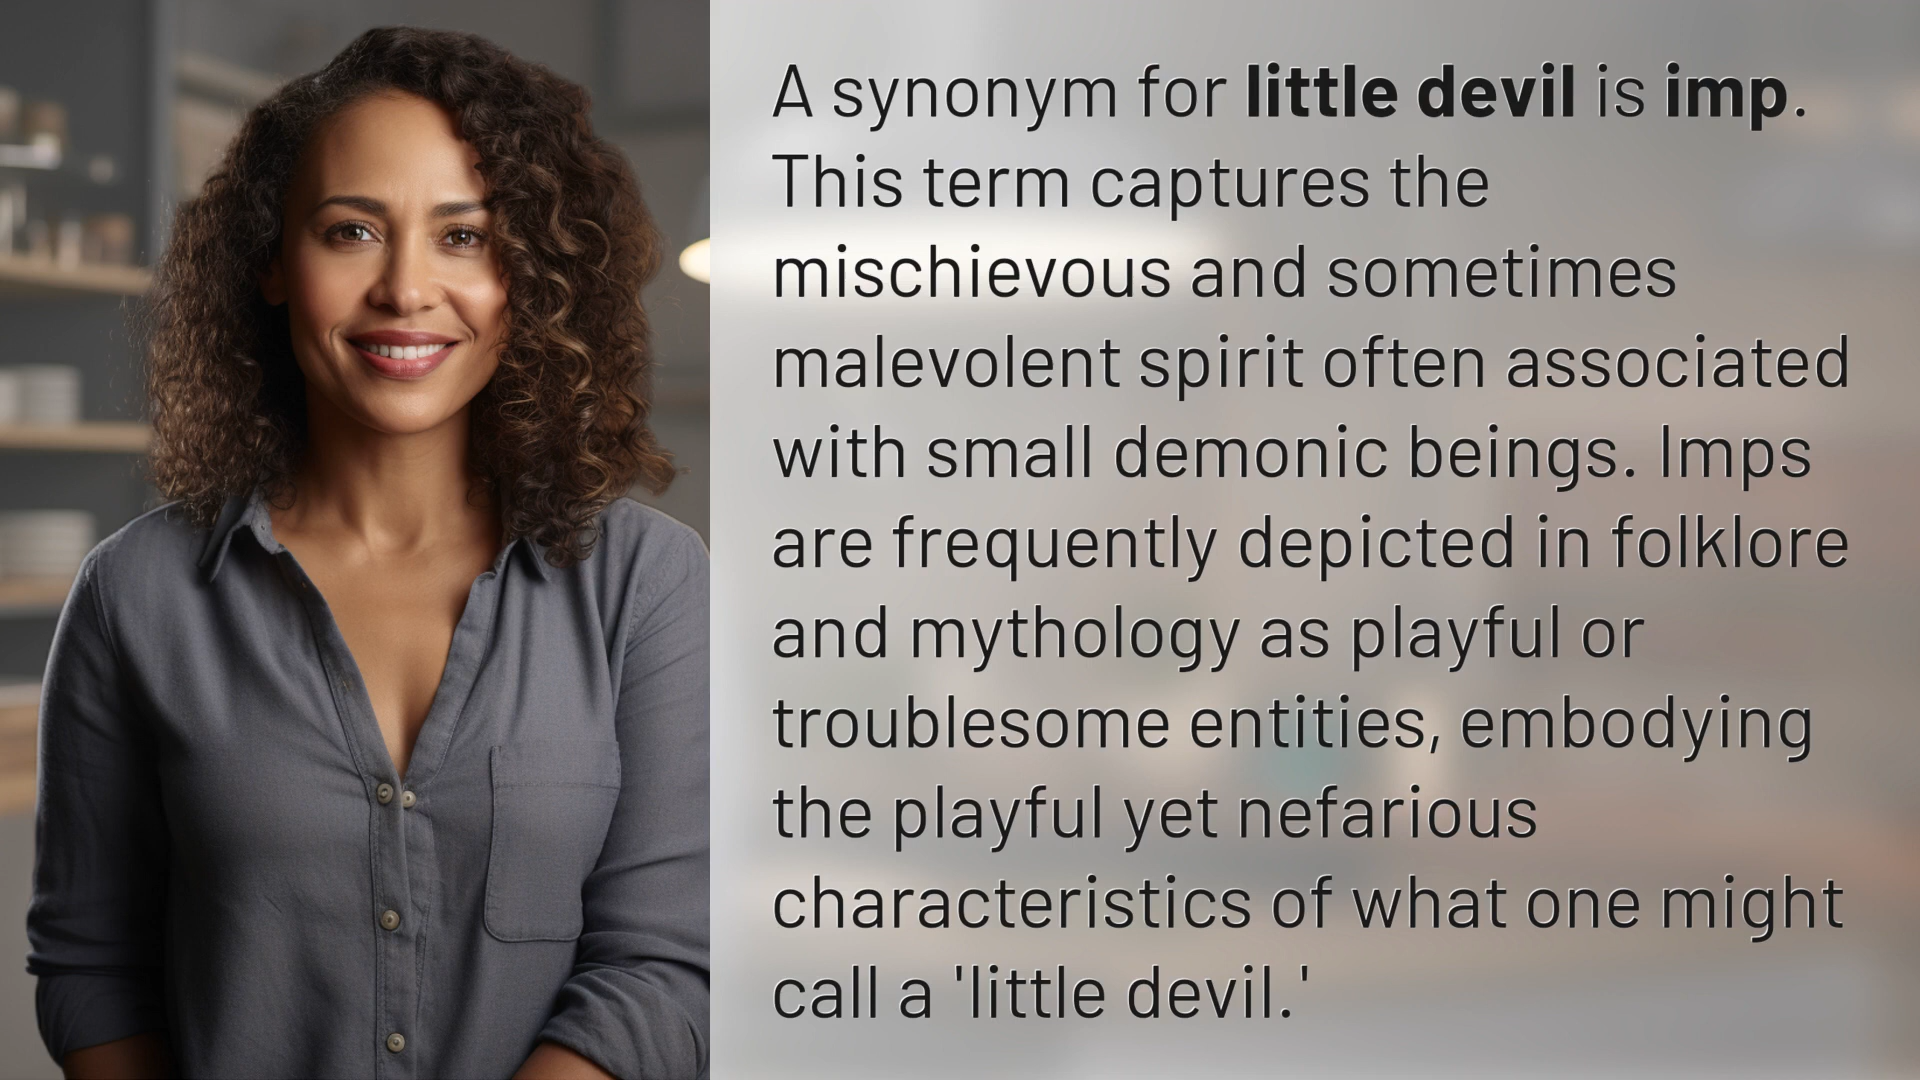 A synonym for little devil is imp.
This term captures the
mischievous and sometimes
malevolent spirit often associated
with small demonic beings. Imps
are frequently depicted in folklore
and mythology as playful or
troublesome entities, embodying
the playful yet nefarious
characteristics of what one might
call a 'little devil.'